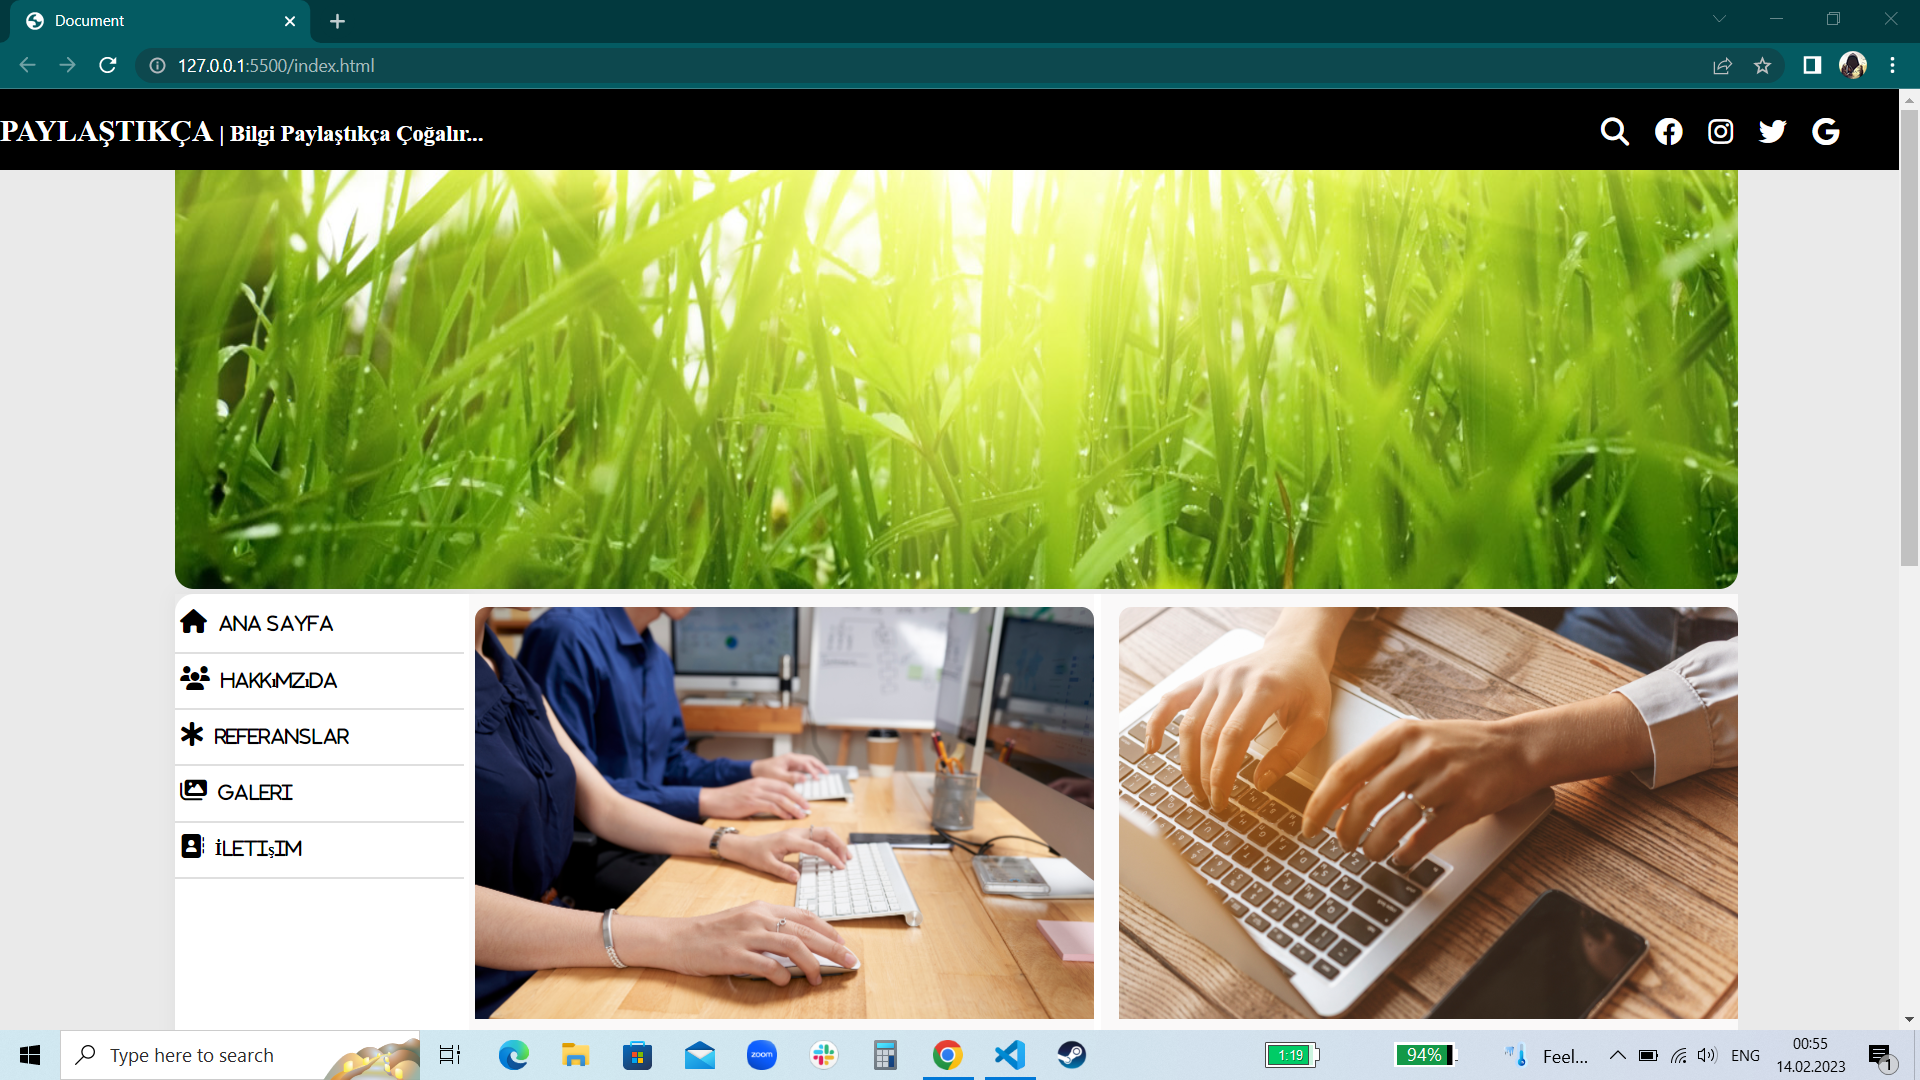 Document
127.0.0.1:5500/index.html
PAYLAŞTIKÇA | Bilgi Paylaştıkça Çoğalır...
ANA SAYFA
HAKKıMZıDA
REFERANSLAR
GALERI
İLETIşIM
Type here to search
zoom
1:19
94%
Feel...
ENG
00:55
14.02.2023
1